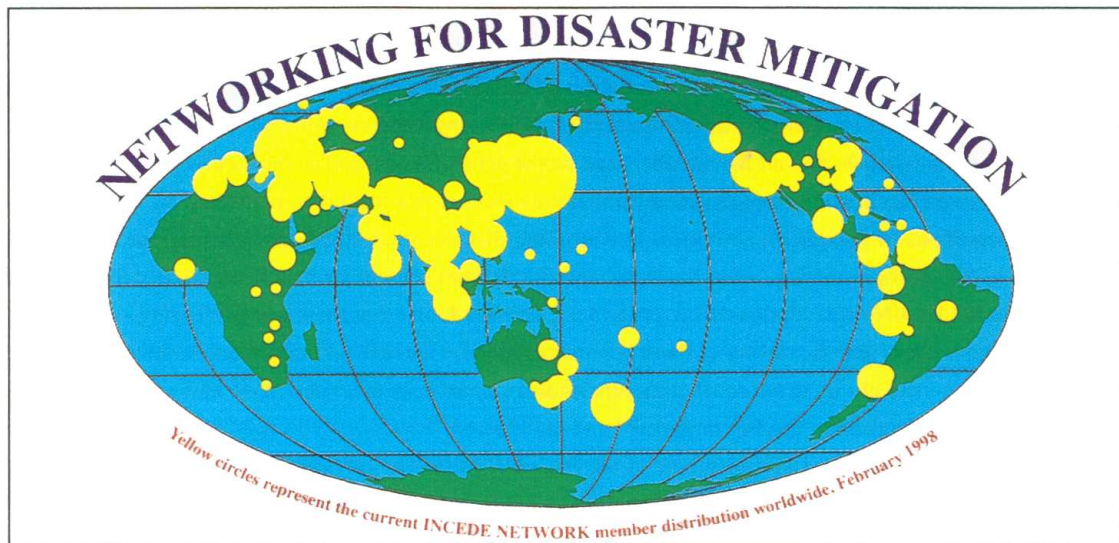 NETWORKING FOR DISASTER MITIGATION
Yellow circles represent the current INCEDE NETWORK member distribution worldwide, February 1998